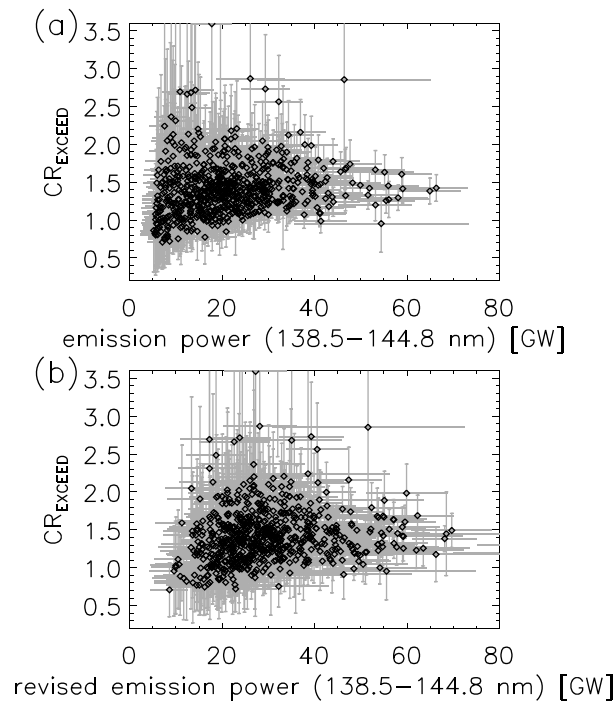 (a)
3.5
3.0
2.5
2.0
1.5
1.0
0.5
CR_EXCEED
0 20 40 60 80
emission power (138.5−144.8 nm) [GW]
(b)
3.5
3.0
2.5
2.0
1.5
1.0
0.5
CR_EXCEED
0 20 40 60 80
revised emission power (138.5−144.8 nm) [GW]